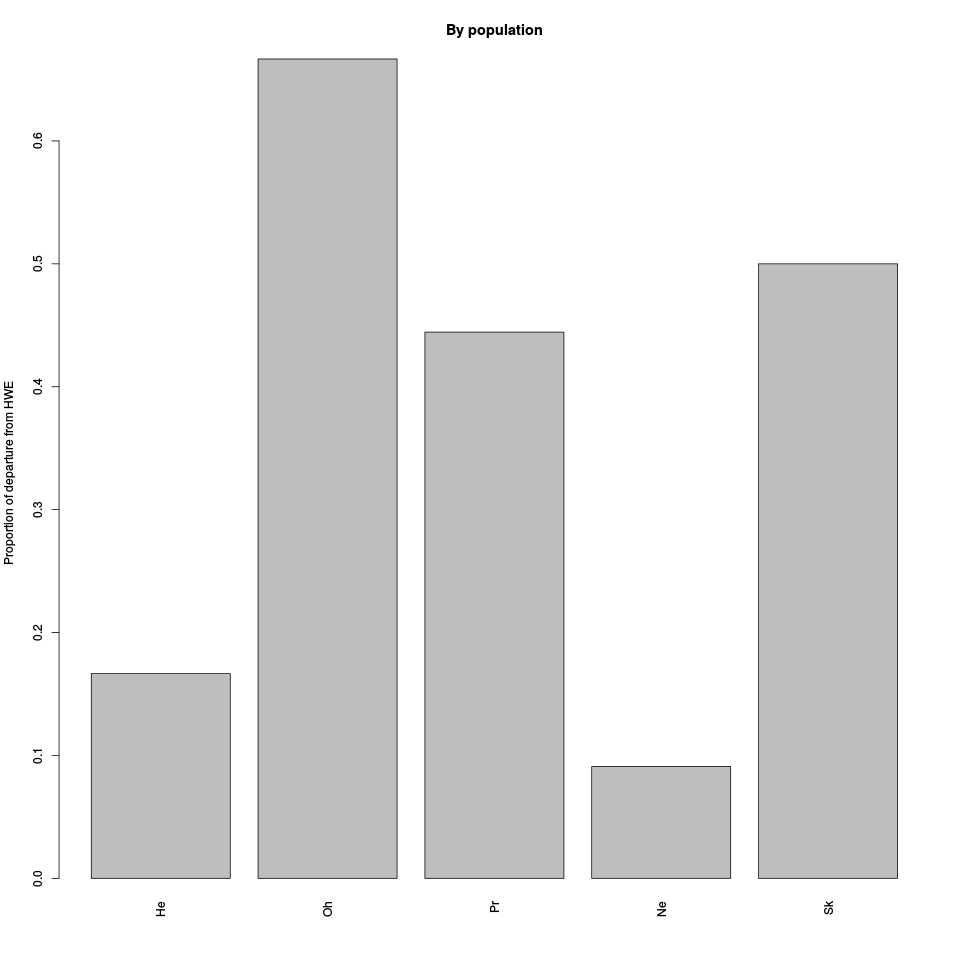 By population
Proportion of departure from HWE
0.6
0.5
0.4
0.3
0.2
0.1
0.0
He
Oh
Pr
Ne
Sk